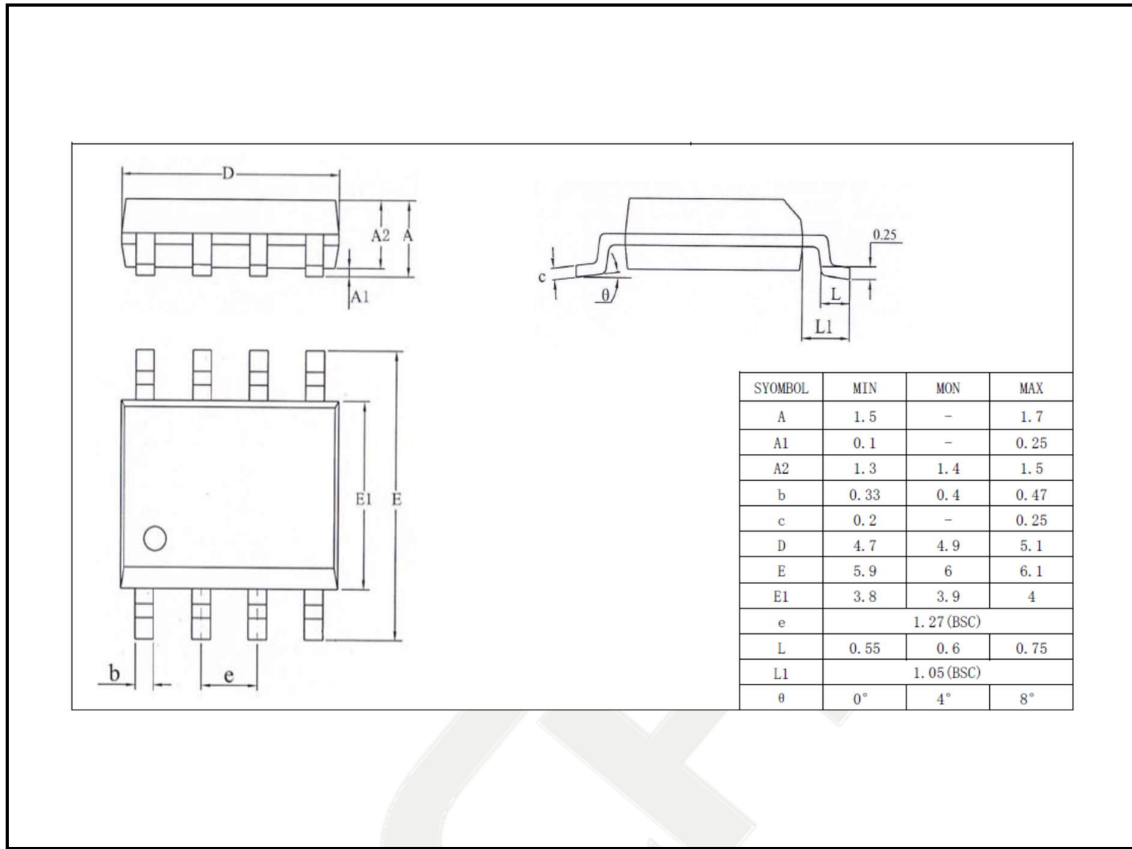 D
A2
A
A1
c
θ
0.25
L
L1
E1
E
b
e
SYOMBOL MIN MON MAX
A 1.5 - 1.7
A1 0.1 - 0.25
A2 1.3 1.4 1.5
b 0.33 0.4 0.47
c 0.2 - 0.25
D 4.7 4.9 5.1
E 5.9 6 6.1
E1 3.8 3.9 4
e 1.27(BSC)
L 0.55 0.6 0.75
L1 1.05(BSC)
θ 0° 4° 8°